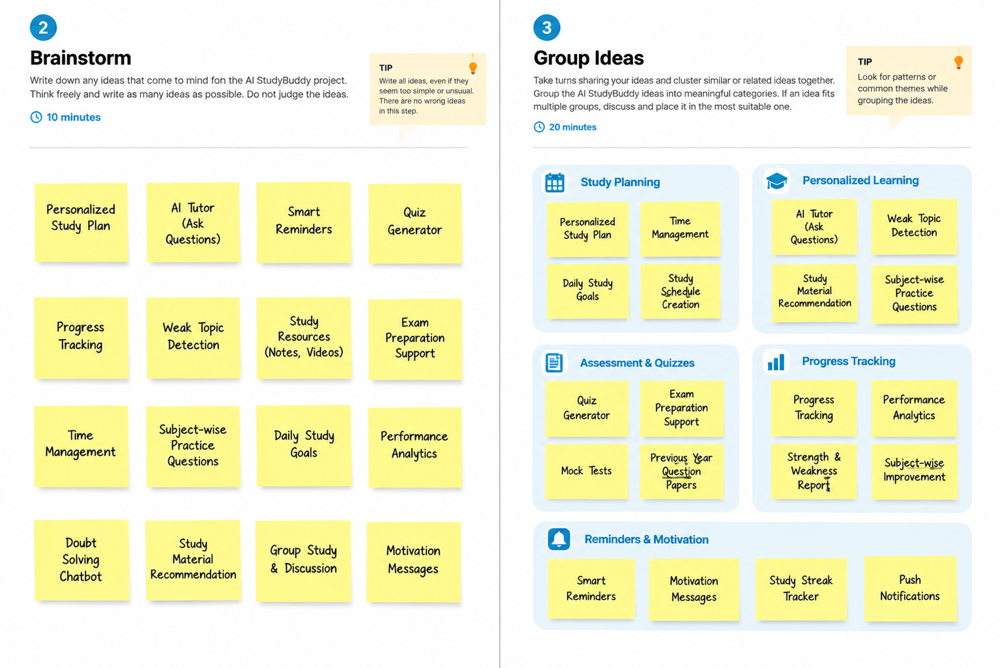 2
Brainstorm
Write down any ideas that come to mind fon the AI StudyBuddy project.
Think freely and write as many ideas as possible. Do not judge the ideas.
10 minutes
TIP
Write all ideas, even if they
seem too simple or unsuual.
There are no wrong ideas
in this step.
Personalized
Study Plan
AI Tutor
(Ask
Questions)
Smart
Reminders
Quiz
Generator
Progress
Tracking
Weak Topic
Detection
Study
Resources
(Notes, Videos)
Exam
Preparation
Support
Time
Management
Subject-wise
Practice
Questions
Daily Study
Goals
Performance
Analytics
Doubt
Solving
Chatbot
Study
Material
Recommendation
Group Study
& Discussion
Motivation
Messages
3
Group Ideas
Take turns sharing your ideas and cluster similar or related ideas together.
Group the AI StudyBuddy ideas into meaningful categories. If an idea fits
multiple groups, discuss and place it in the most suitable one.
20 minutes
TIP
Look for patterns or
common themes while
grouping the ideas.
Study Planning
Personalized
Study Plan
Time
Management
Daily Study
Goals
Study
Schedule
Creation
Personalized Learning
AI Tutor
(Ask
Questions)
Weak Topic
Detection
Study
Material
Recommendation
Subject-wise
Practice
Questions
Assessment & Quizzes
Quiz
Generator
Exam
Preparation
Support
Mock Tests
Previous Year
Question
Papers
Progress Tracking
Progress
Tracking
Performance
Analytics
Strength &
Weakness
Report
Subject-wise
Improvement
Reminders & Motivation
Smart
Reminders
Motivation
Messages
Study Streak
Tracker
Push
Notifications